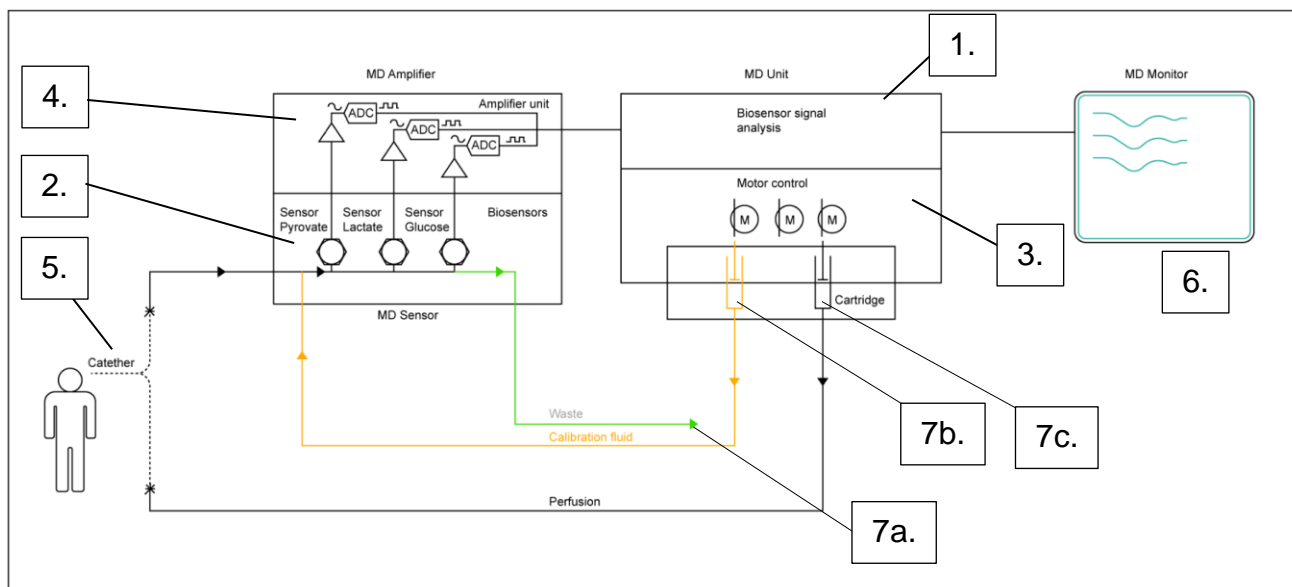 1.
MD Amplifier
MD Unit
MD Monitor
4.
Amplifier unit
ADC
ADC
ADC
Biosensor signal
analysis
2.
Motor control
Sensor
Pyrovate
Sensor
Lactate
Sensor
Glucose
Biosensors
M
M
M
3.
5.
6.
Cartridge
MD Sensor
Catether
Waste
Calibration fluid
7b.
7c.
Perfusion
7a.